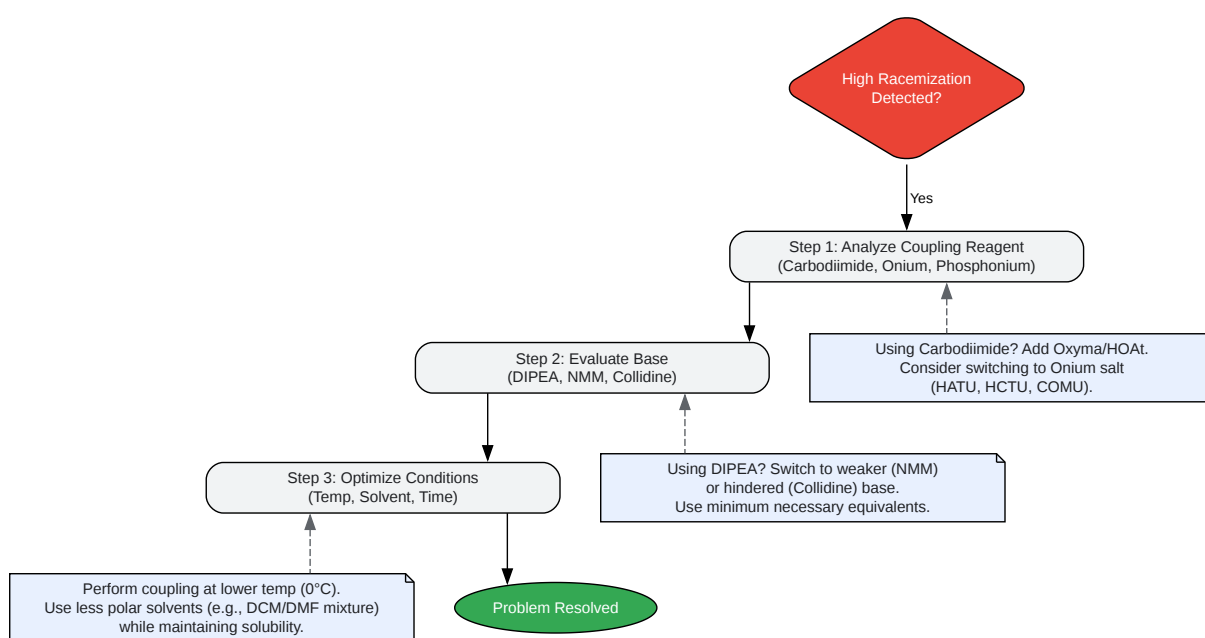 High Racemization
Detected?
Yes
Step 1: Analyze Coupling Reagent
(Carbodiimide, Onium, Phosphonium)
Using Carbodiimide? Add Oxyma/HOAt.
Consider switching to Onium salt
(HATU, HCTU, COMU).
Step 2: Evaluate Base
(DIPEA, NMM, Collidine)
Using DIPEA? Switch to weaker (NMM)
or hindered (Collidine) base.
Use minimum necessary equivalents.
Step 3: Optimize Conditions
(Temp, Solvent, Time)
Perform coupling at lower temp (0°C).
Use less polar solvents (e.g., DCM/DMF mixture)
while maintaining solubility.
Problem Resolved